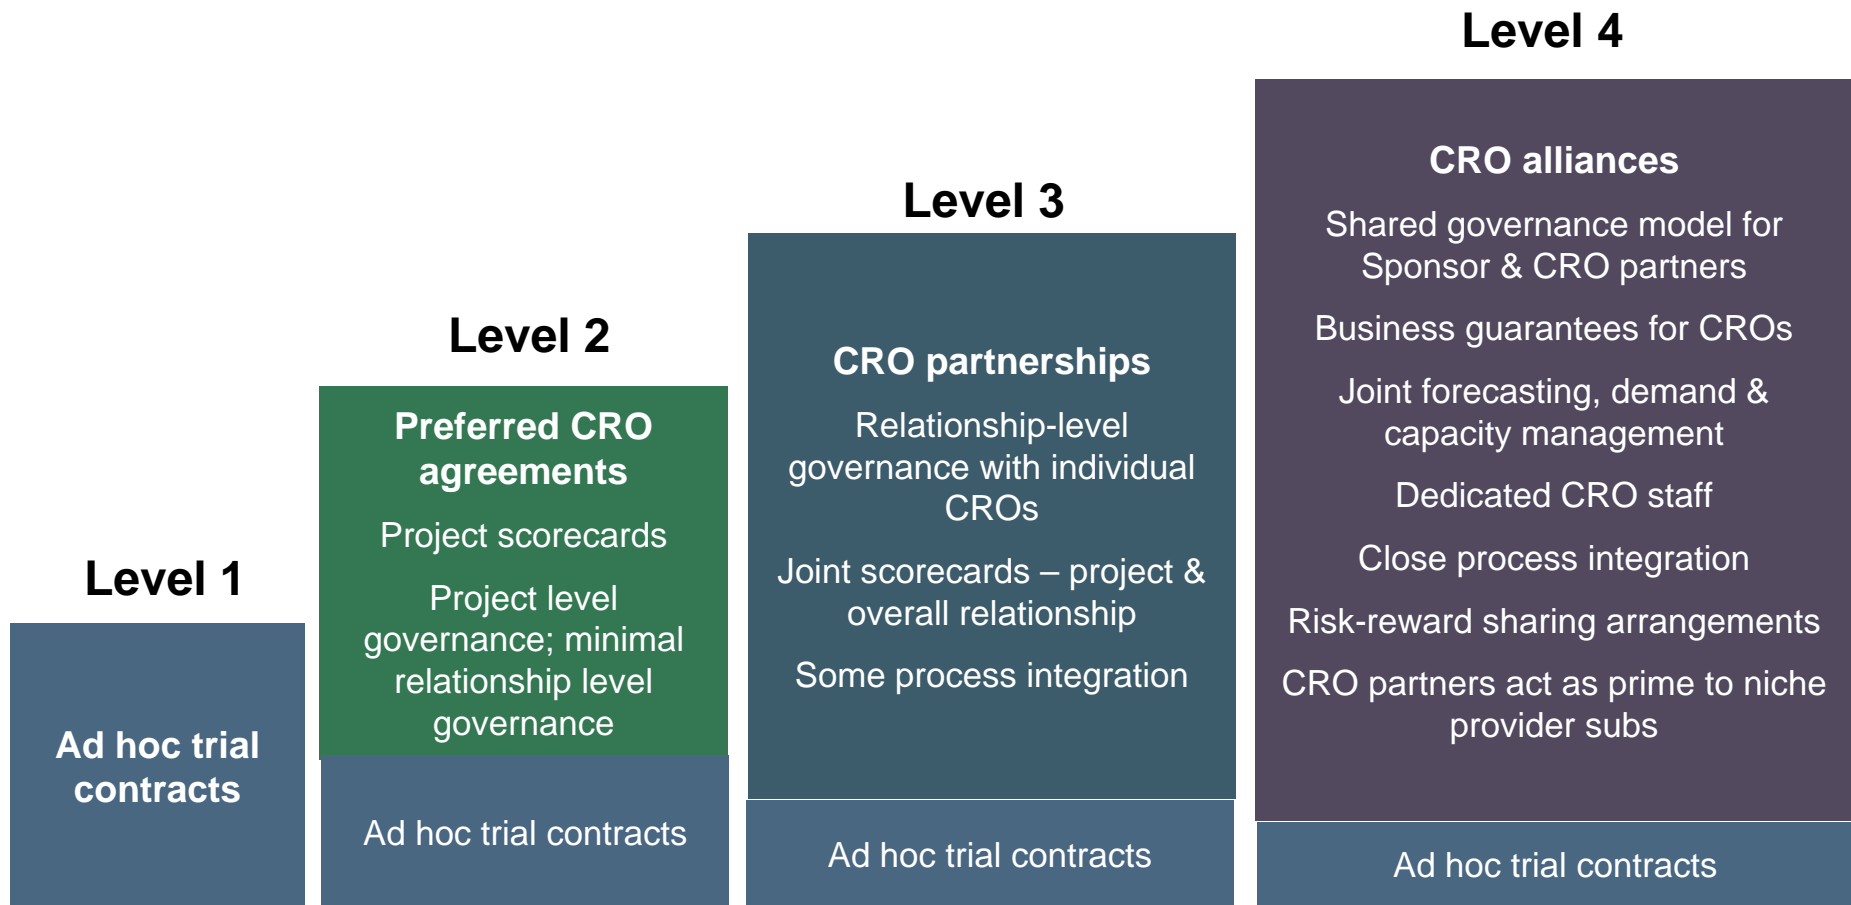 Level 1
Ad hoc trial
contracts
Level 2
Preferred CRO
agreements
Project scorecards
Project level
governance; minimal
relationship level
governance
Ad hoc trial contracts
Level 3
CRO partnerships
Relationship-level
governance with individual
CROs
Joint scorecards – project &
overall relationship
Some process integration
Ad hoc trial contracts
Level 4
CRO alliances
Shared governance model for
Sponsor & CRO partners
Business guarantees for CROs
Joint forecasting, demand &
capacity management
Dedicated CRO staff
Close process integration
Risk-reward sharing arrangements
CRO partners act as prime to niche
provider subs
Ad hoc trial contracts